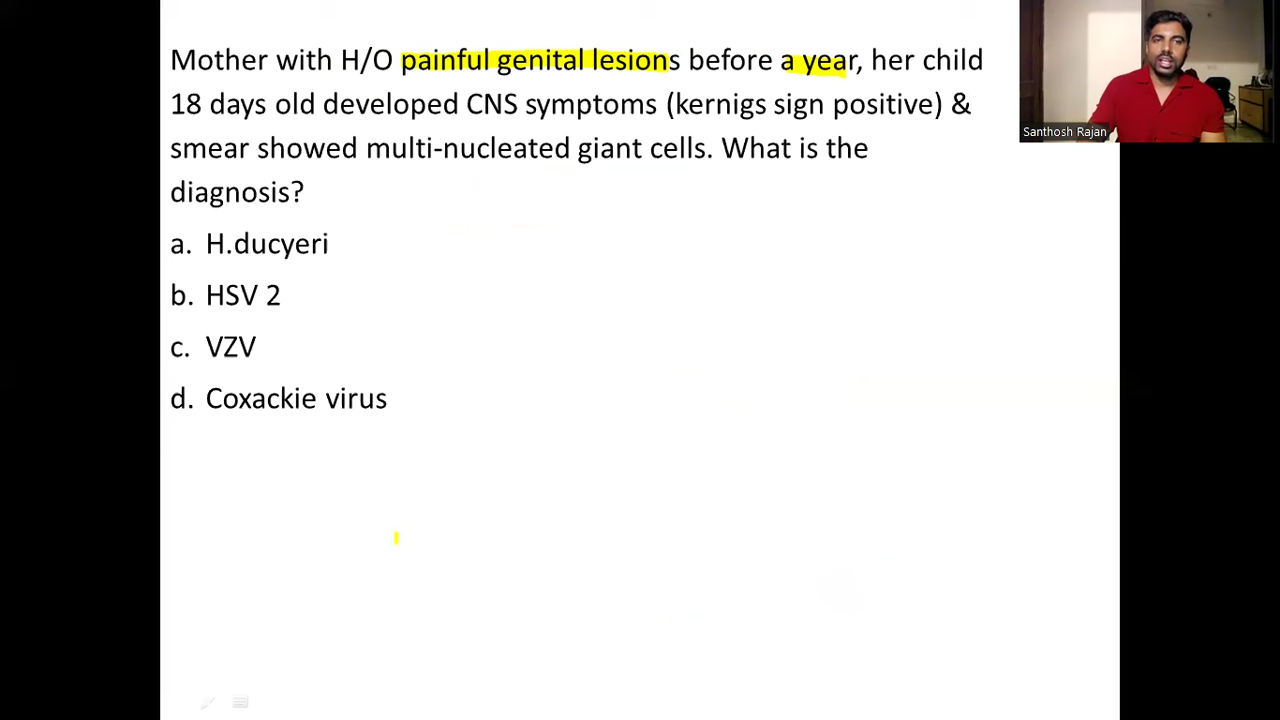 Mother with H/O painful genital lesions before a year, her child
18 days old developed CNS symptoms (kernigs sign positive) &
smear showed multi-nucleated giant cells. What is the
diagnosis?
a. H.ducyeri
b. HSV 2
c. VZV
d. Coxackie virus
Santhosh Rajan